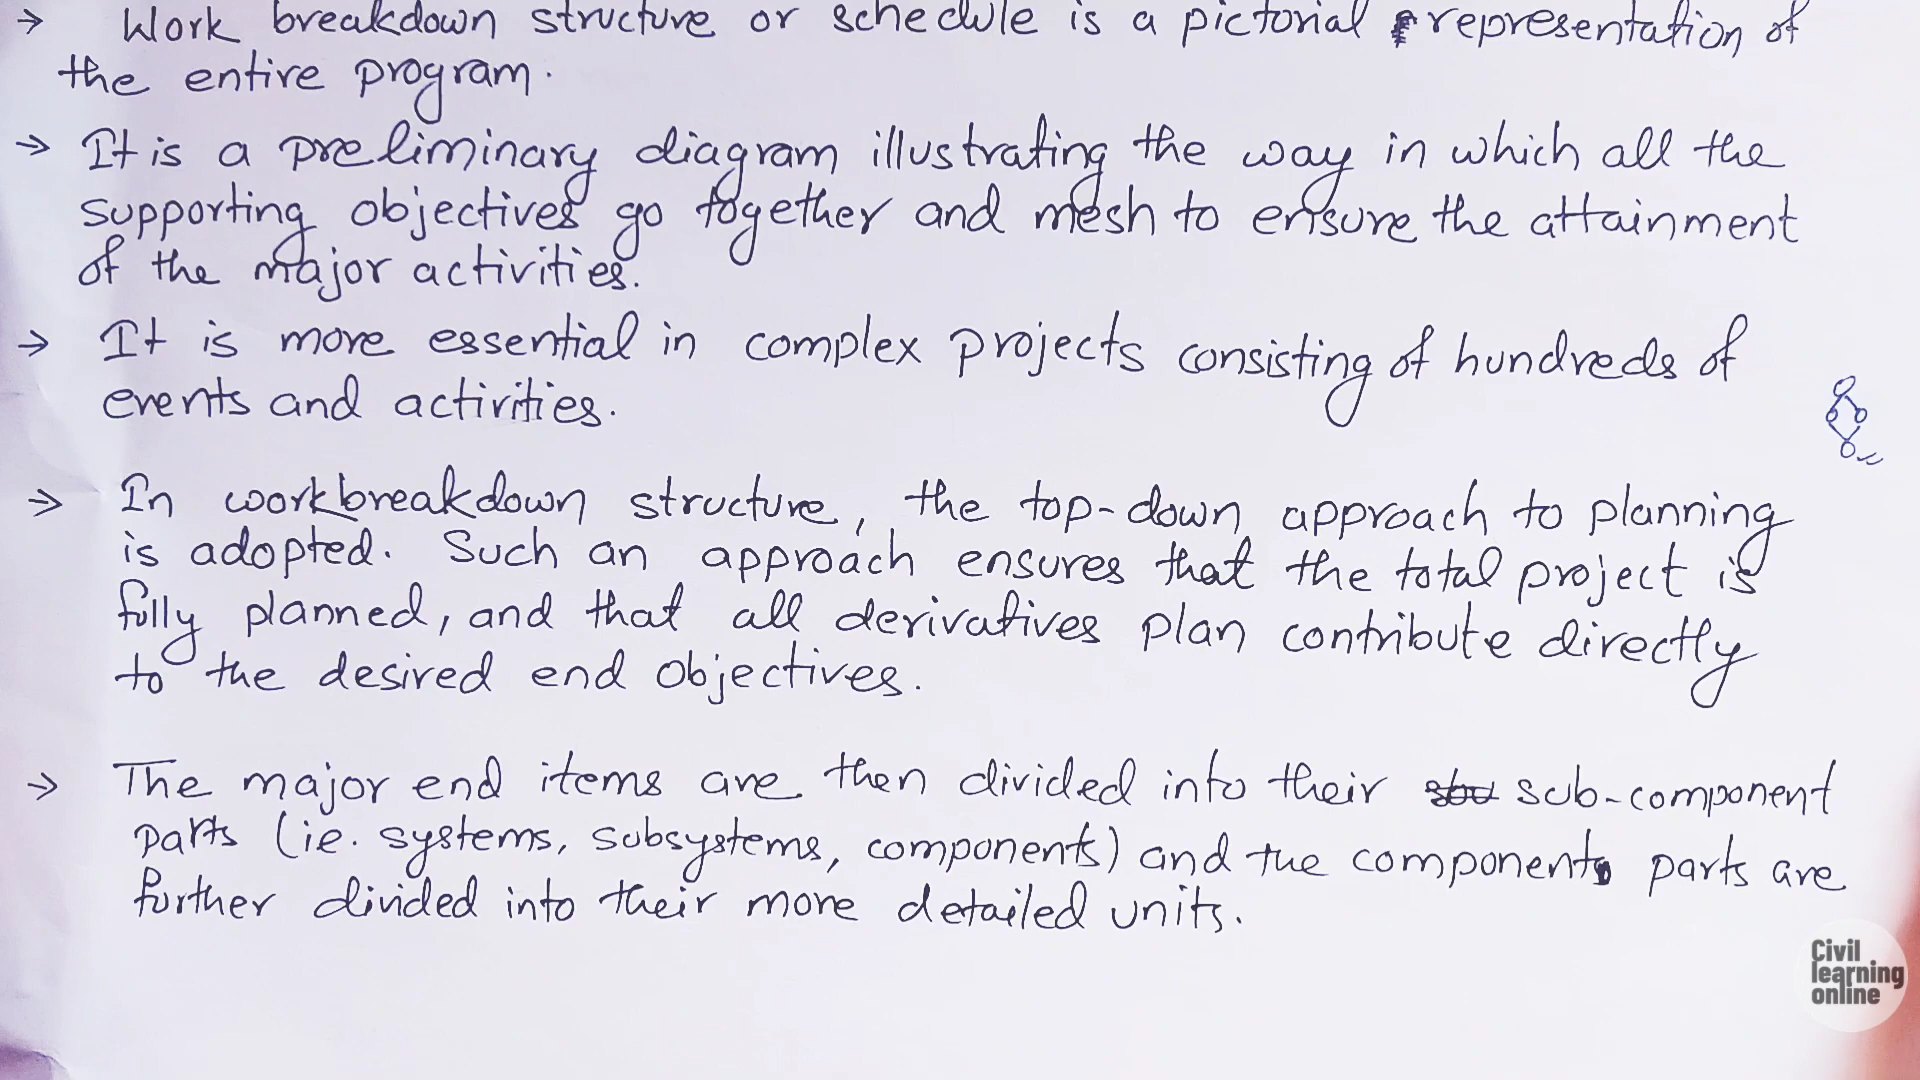 → Work breakdown structure or schedule is a pictorial representation of
the entire program.
→ It is a preliminary diagram illustrating the way in which all the
supporting objectives go together and mesh to ensure the attainment
of the major activities.
→ It is more essential in complex projects consisting of hundreds of
events and activities.
→ In workbreakdown structure, the top-down approach to planning
is adopted. Such an approach ensures that the total project is
fully planned, and that all derivatives plan contribute directly
to the desired end objectives.
→ The major end items are then divided into their sub-component
parts (ie. systems, subsystems, components) and the components parts are
further divided into their more detailed units.
Civil
learning
online